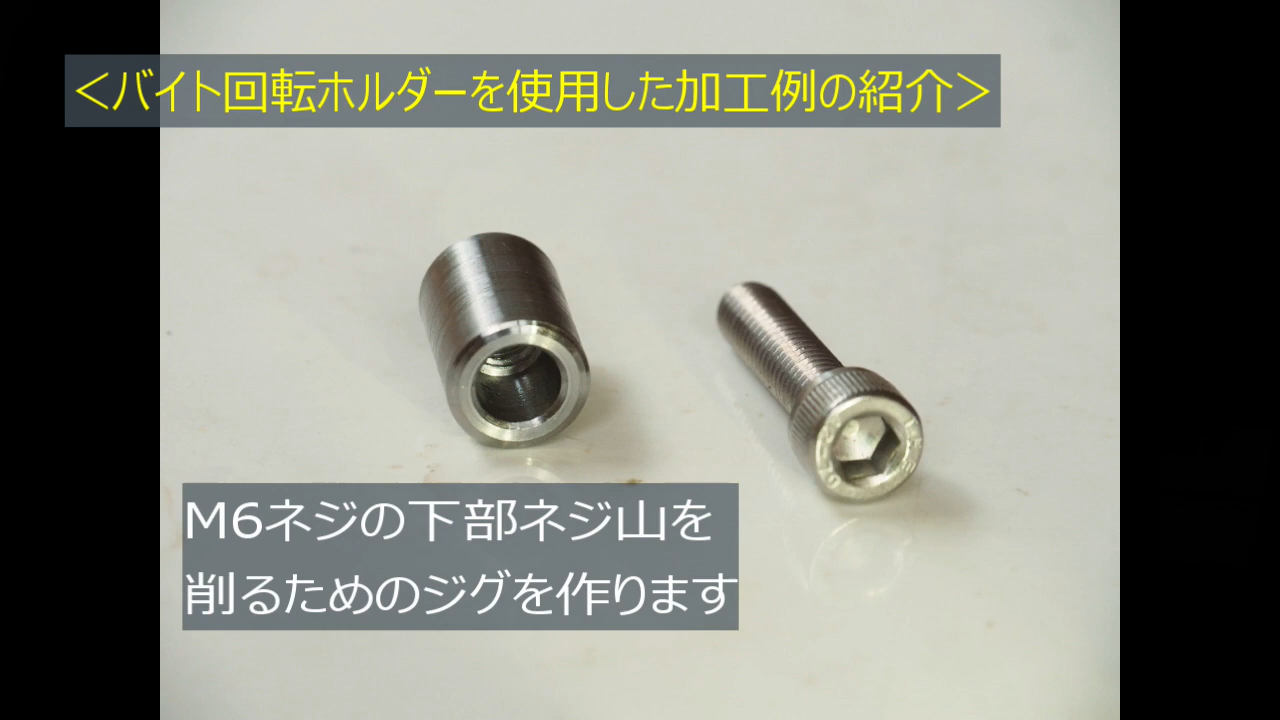 ＜バイト回転ホルダーを使用した加工例の紹介＞
M6ネジの下部ネジ山を
削るためのジグを作ります